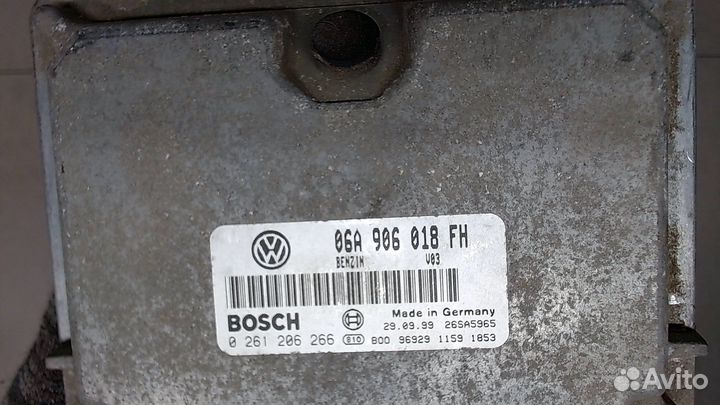 06A 906 018 FH
BENZIN V03
Made in Germany
BOSCH 29.09.99 26SA5965
0 261 206 266 E10 800 96929 1159 1853
Avito